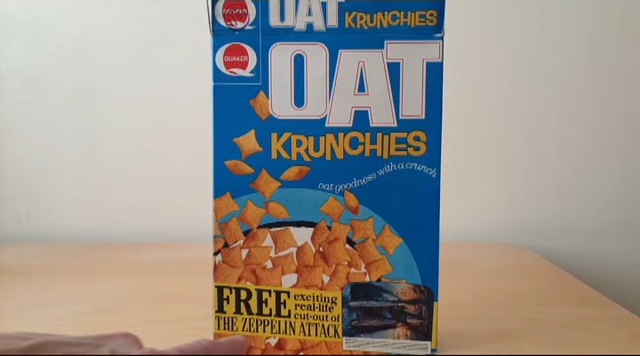 OAT KRUNCHIES
QUAKER
OAT
KRUNCHIES
oat goodness with a crunch
FREE exciting
real-life
cut-out of
THE ZEPPELIN ATTACK